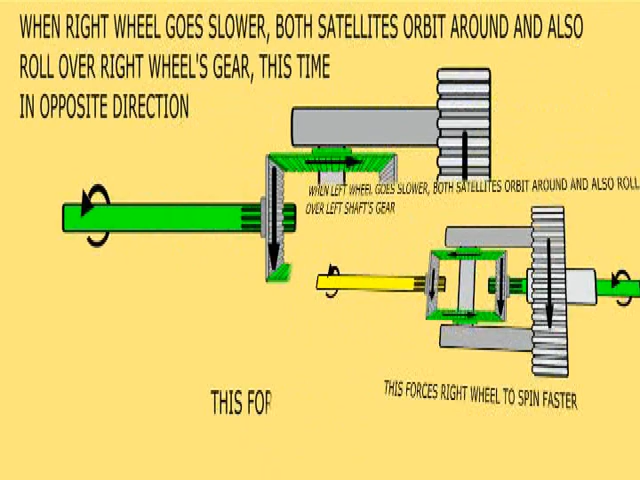 WHEN RIGHT WHEEL GOES SLOWER, BOTH SATELLITES ORBIT AROUND AND ALSO
ROLL OVER RIGHT WHEEL'S GEAR, THIS TIME
IN OPPOSITE DIRECTION
WHEN LEFT WHEEL GOES SLOWER, BOTH SATELLITES ORBIT AROUND AND ALSO ROLL
OVER LEFT SHAFT'S GEAR
THIS FORCES RIGHT WHEEL TO SPIN FASTER
THIS FOR